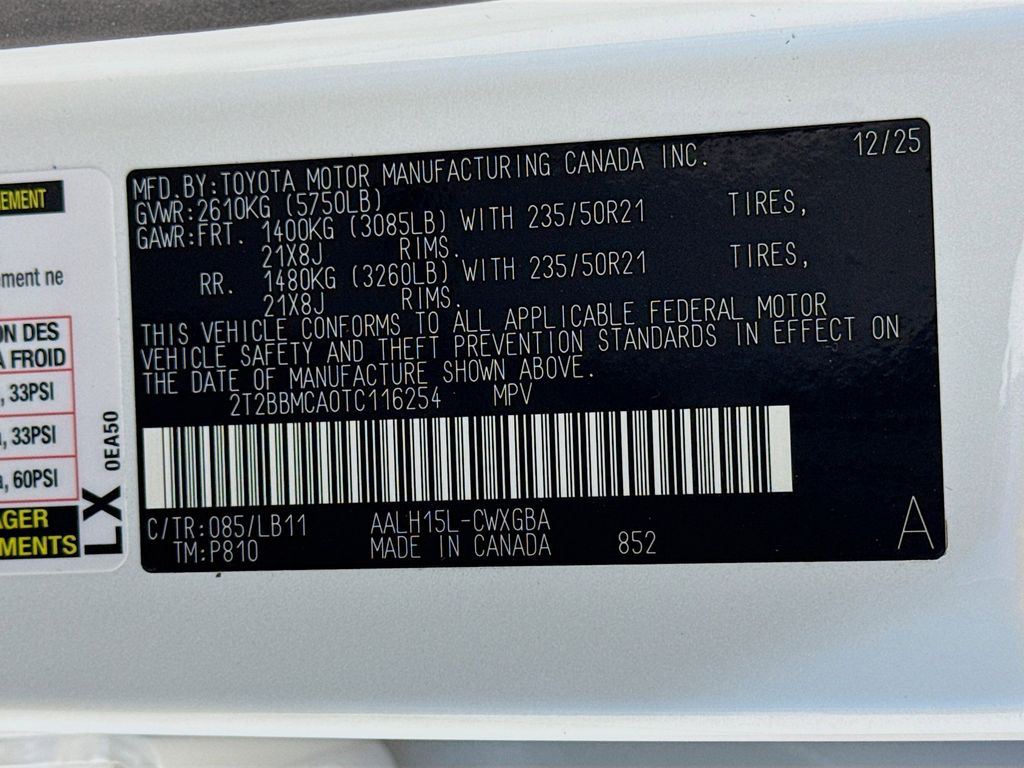 EMENT
ement ne
ON DES
A FROID
, 33PSI
a, 33PSI
a, 60PSI
AGER
MENTS
LX 0EA50
MFD.BY:TOYOTA MOTOR MANUFACTURING CANADA INC. 12/25
GVWR:2610KG (5750LB)
GAWR:FRT. 1400KG (3085LB) WITH 235/50R21 TIRES,
21X8J RIMS.
RR. 1480KG (3260LB) WITH 235/50R21 TIRES,
21X8J RIMS.
THIS VEHICLE CONFORMS TO ALL APPLICABLE FEDERAL MOTOR
VEHICLE SAFETY AND THEFT PREVENTION STANDARDS IN EFFECT ON
THE DATE OF MANUFACTURE SHOWN ABOVE.
2T2BBMCA0TC116254 MPV
C/TR:085/LB11 AALH15L-CWXGBA
TM:P810 MADE IN CANADA 852 A